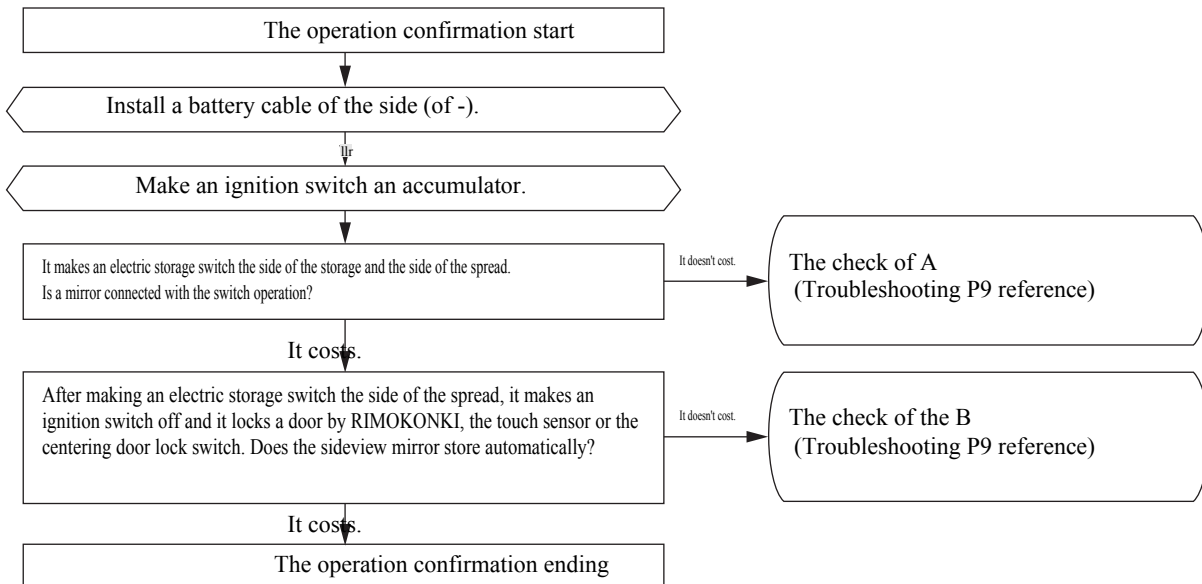 The operation confirmation start
Install a battery cable of the side (of -).
Make an ignition switch an accumulator.
It makes an electric storage switch the side of the storage and the side of the spread.
Is a mirror connected with the switch operation?
It doesn't cost.
The check of A
(Troubleshooting P9 reference)
It costs.
After making an electric storage switch the side of the spread, it makes an
ignition switch off and it locks a door by RIMOKONKI, the touch sensor or the
centering door lock switch. Does the sideview mirror store automatically?
It doesn't cost.
The check of the B
(Troubleshooting P9 reference)
It costs.
The operation confirmation ending